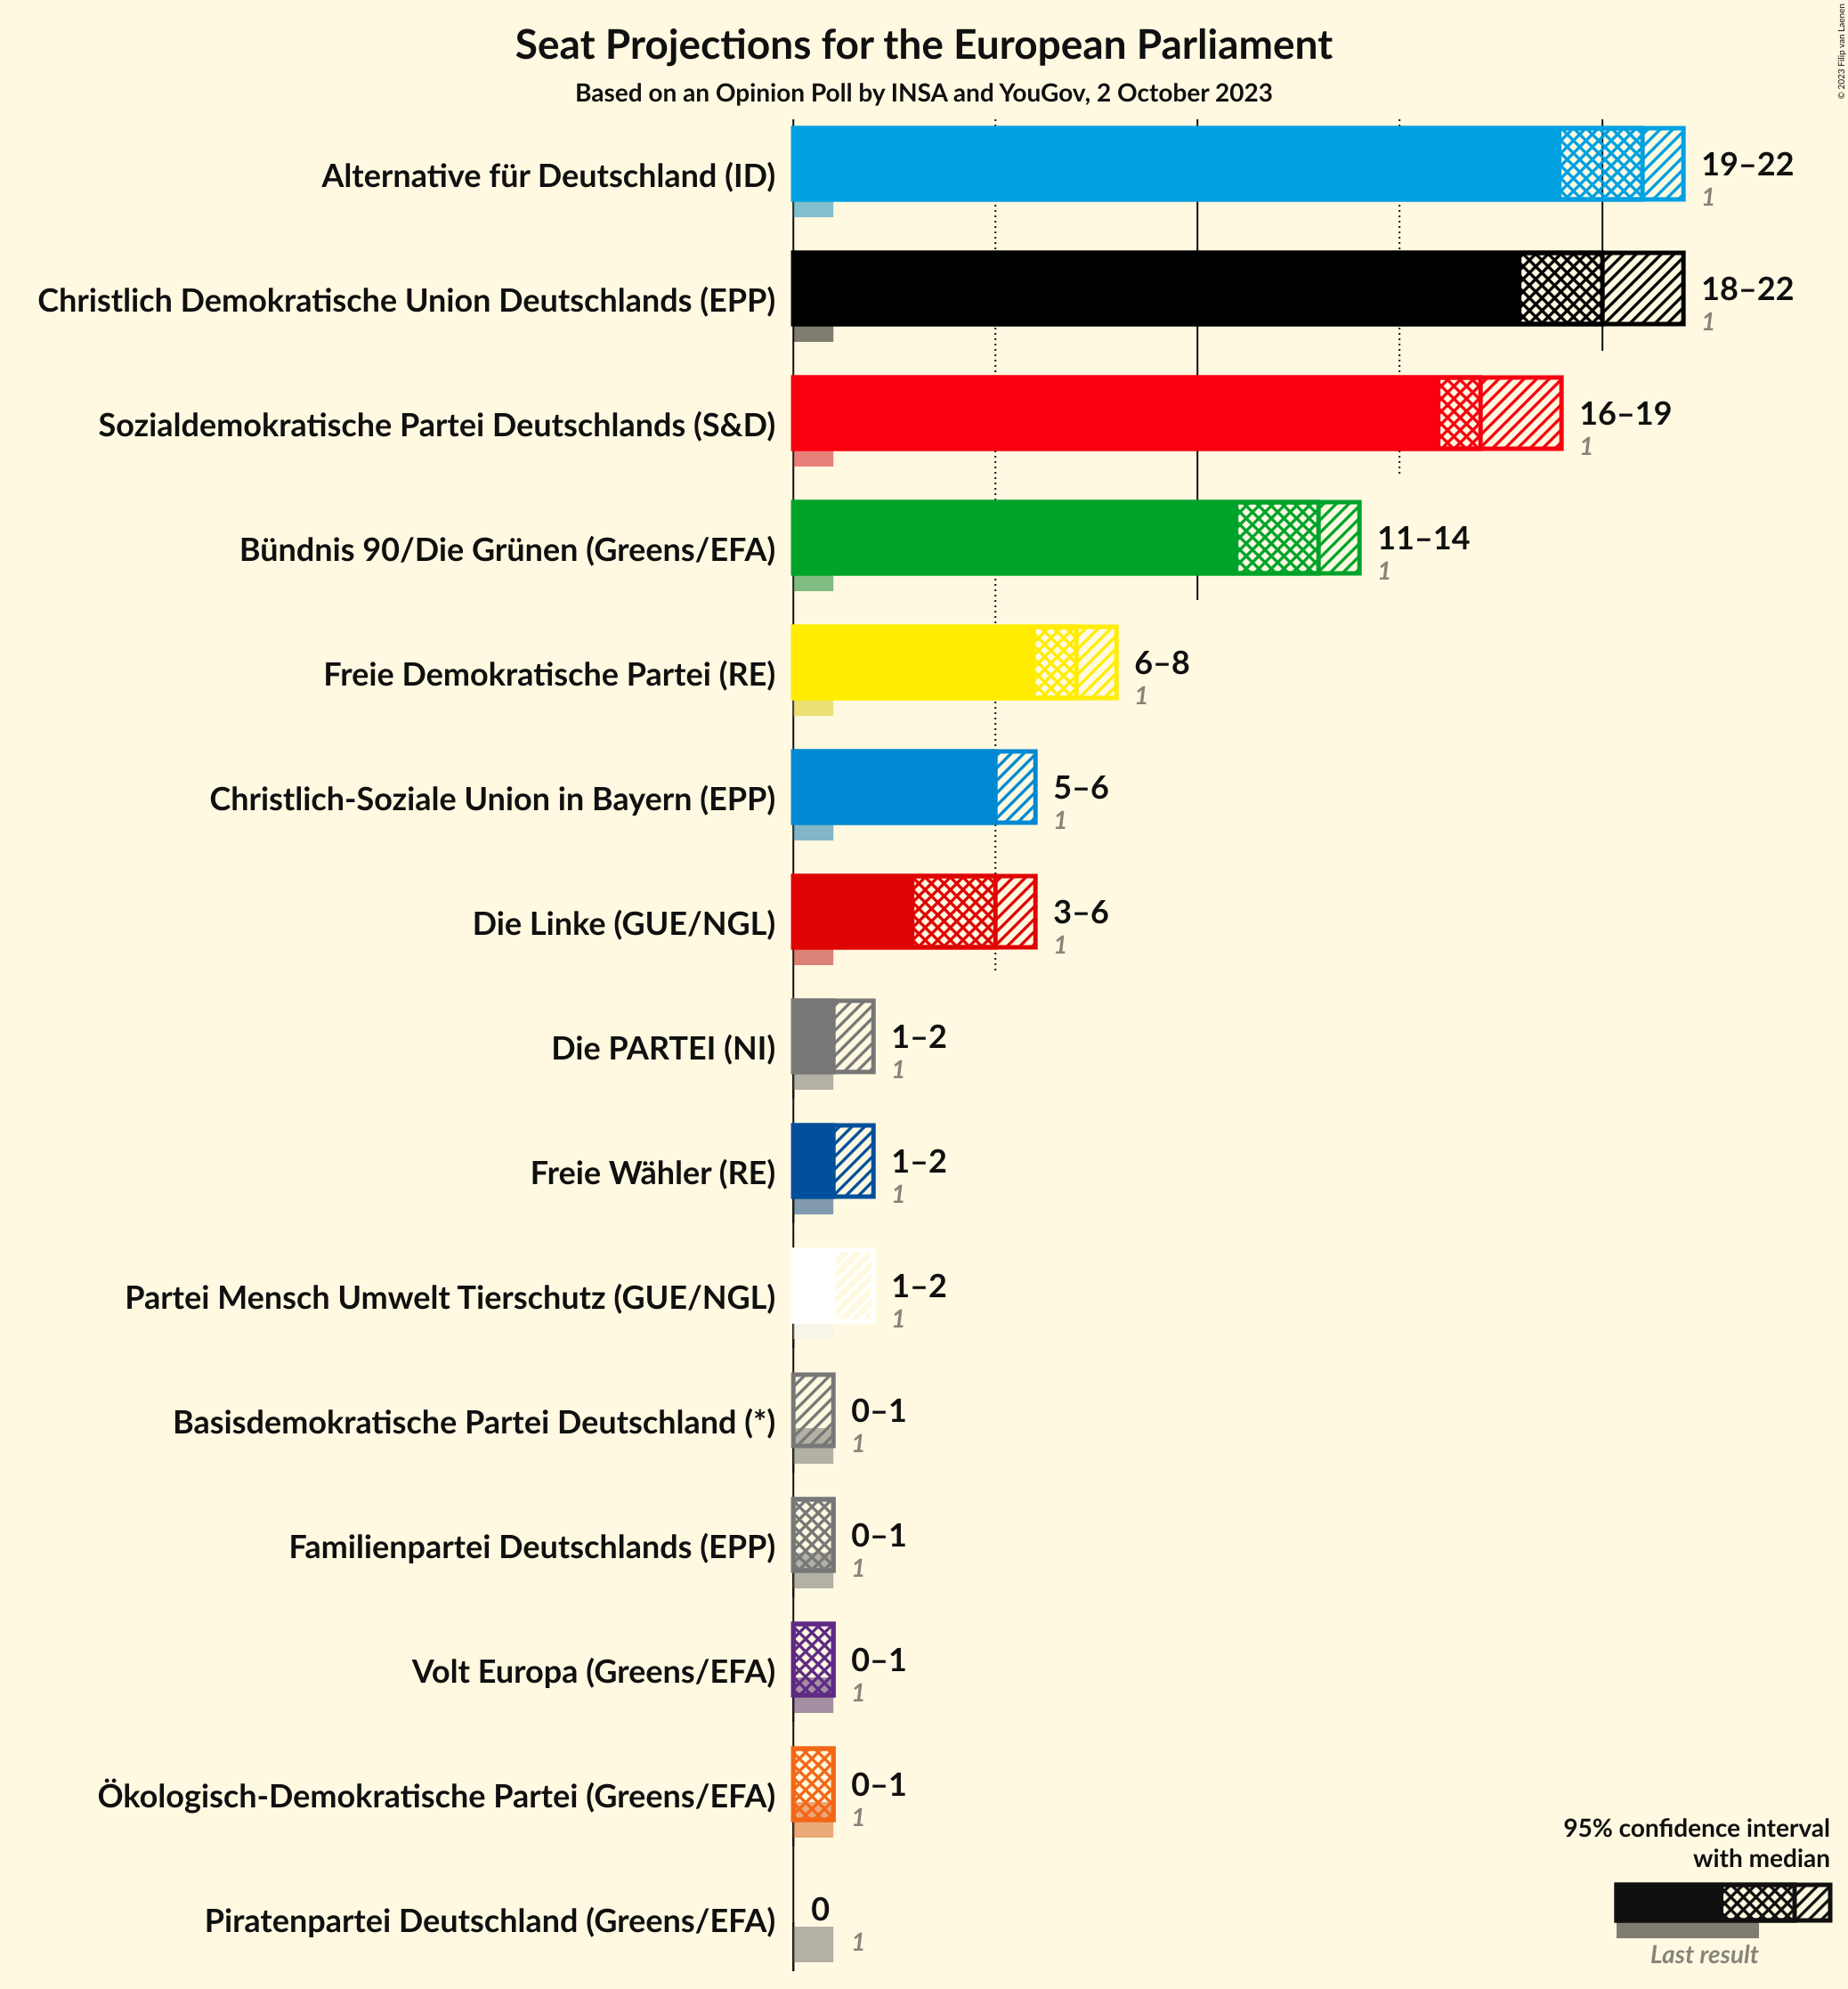 © 2023 Filip van Laenen
Seat Projections for the European Parliament
Based on an Opinion Poll by INSA and YouGov, 2 October 2023
Alternative für Deutschland (ID)
19–22
1
Christlich Demokratische Union Deutschlands (EPP)
18–22
1
Sozialdemokratische Partei Deutschlands (S&D)
16–19
1
Bündnis 90/Die Grünen (Greens/EFA)
11–14
1
Freie Demokratische Partei (RE)
6–8
1
Christlich-Soziale Union in Bayern (EPP)
5–6
1
Die Linke (GUE/NGL)
3–6
1
Die PARTEI (NI)
1–2
1
Freie Wähler (RE)
1–2
1
Partei Mensch Umwelt Tierschutz (GUE/NGL)
1–2
1
Basisdemokratische Partei Deutschland (*)
0–1
1
Familienpartei Deutschlands (EPP)
0–1
1
Volt Europa (Greens/EFA)
0–1
1
Ökologisch-Demokratische Partei (Greens/EFA)
0–1
1
Piratenpartei Deutschland (Greens/EFA)
0
1
95% confidence interval
with median
Last result